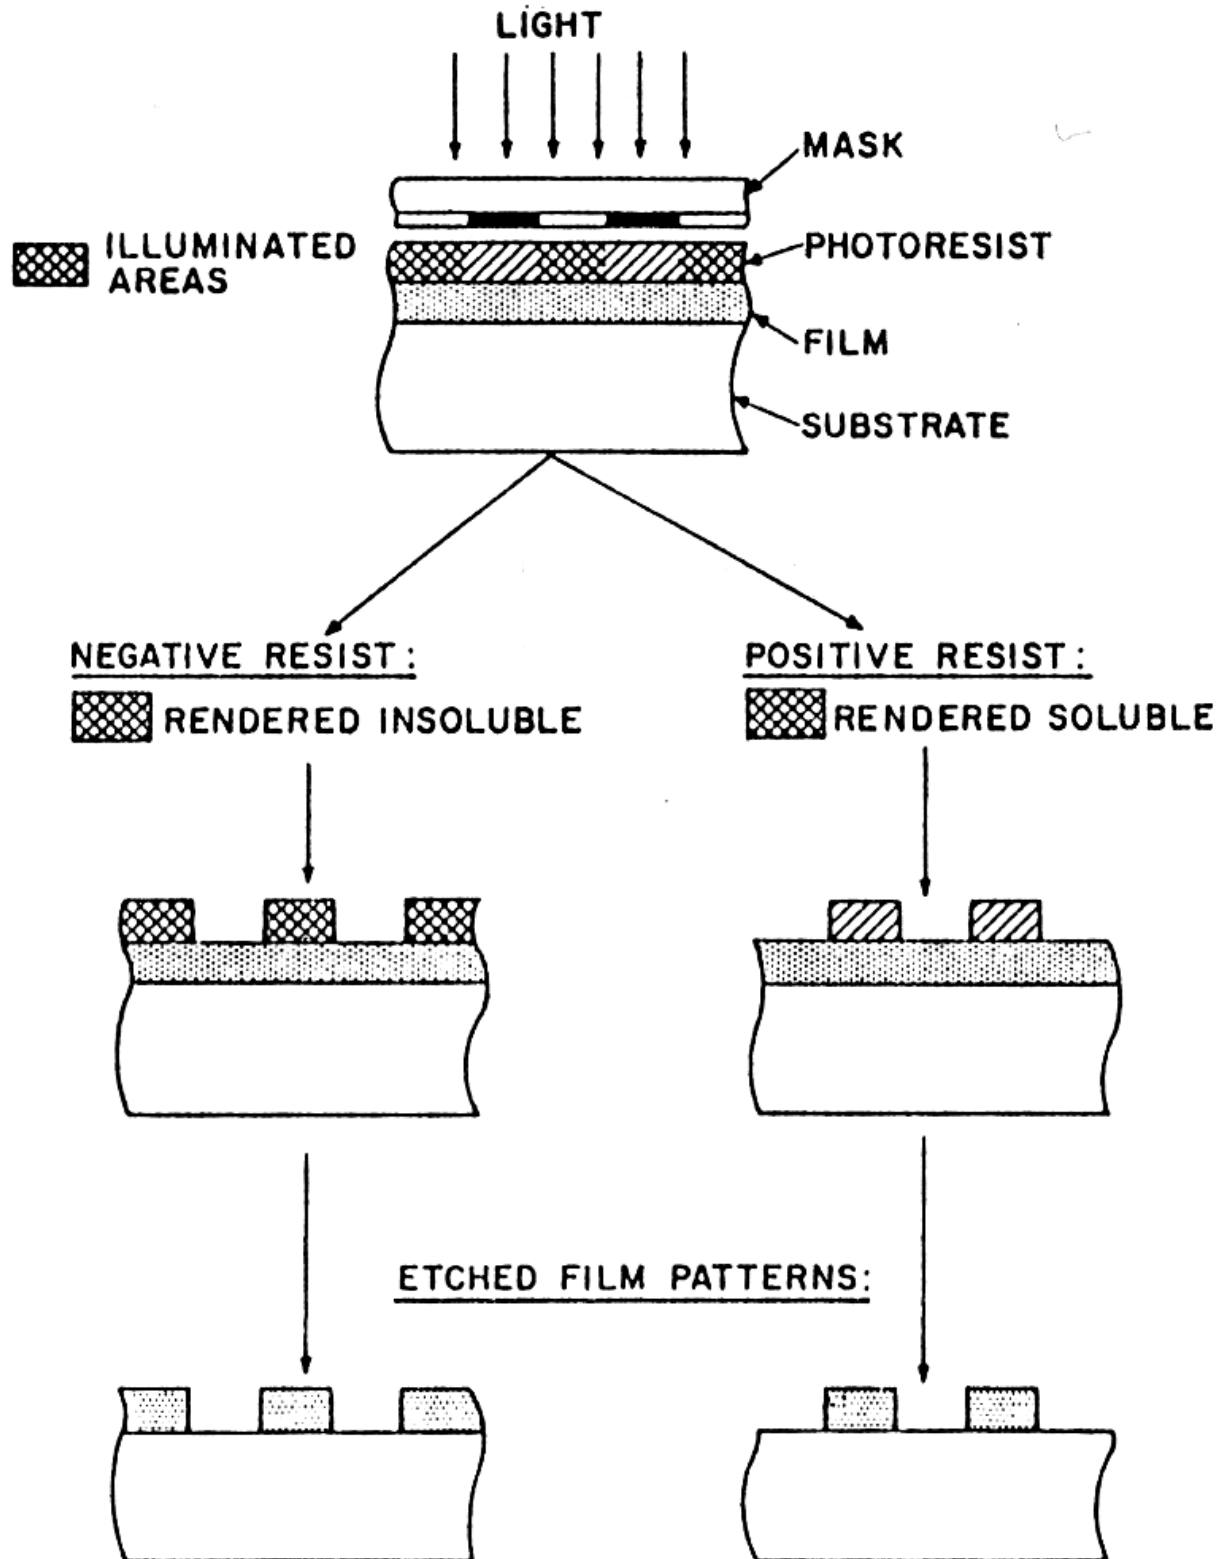 LIGHT
MASK
ILLUMINATED
AREAS
PHOTORESIST
FILM
SUBSTRATE
NEGATIVE RESIST:
RENDERED INSOLUBLE
POSITIVE RESIST:
RENDERED SOLUBLE
ETCHED FILM PATTERNS: